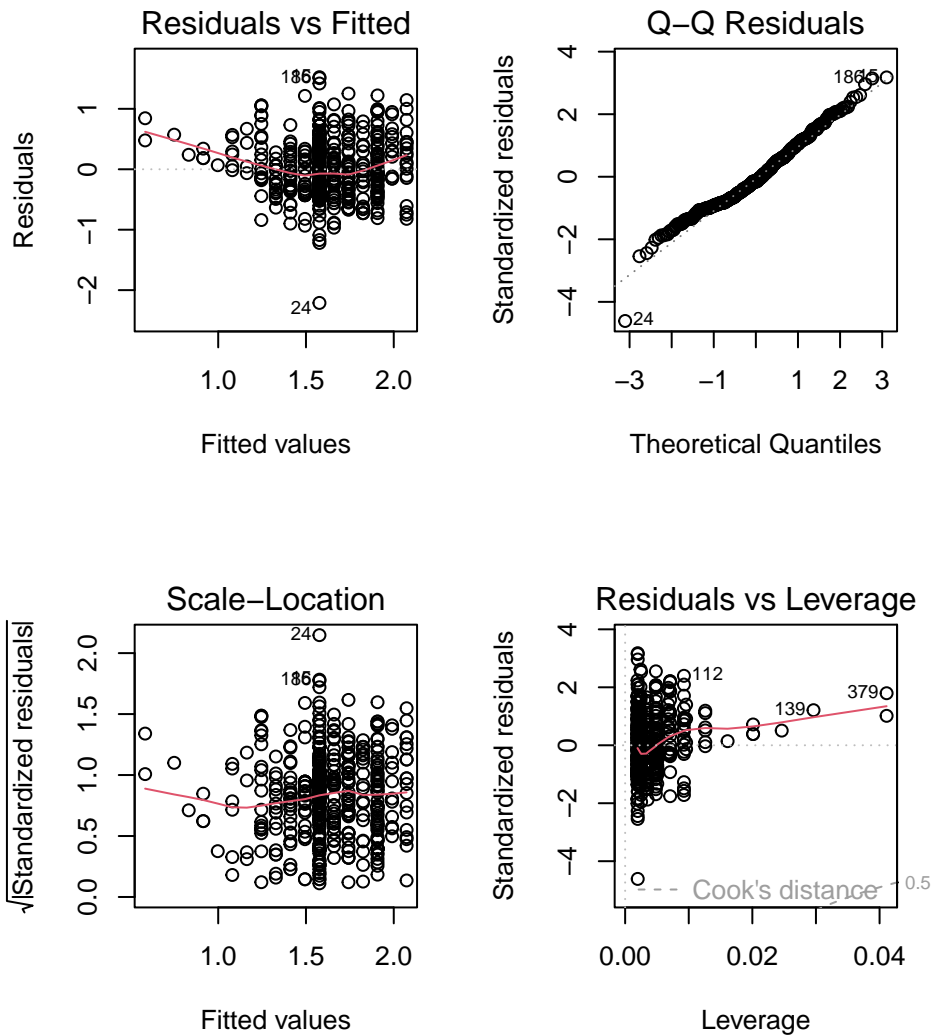 Residuals vs Fitted
Residuals
1
0
−1
−2
186
24
1.0 1.5 2.0
Fitted values
Q−Q Residuals
Standardized residuals
4
2
0
−2
−4
186
24
−3 −1 1 2 3
Theoretical Quantiles
Scale−Location
√|Standardized residuals|
2.0
1.5
1.0
0.5
0.0
24
186
1.0 1.5 2.0
Fitted values
Residuals vs Leverage
Standardized residuals
4
2
0
−2
−4
112
139
379
Cook's distance
0.5
0.00 0.02 0.04
Leverage